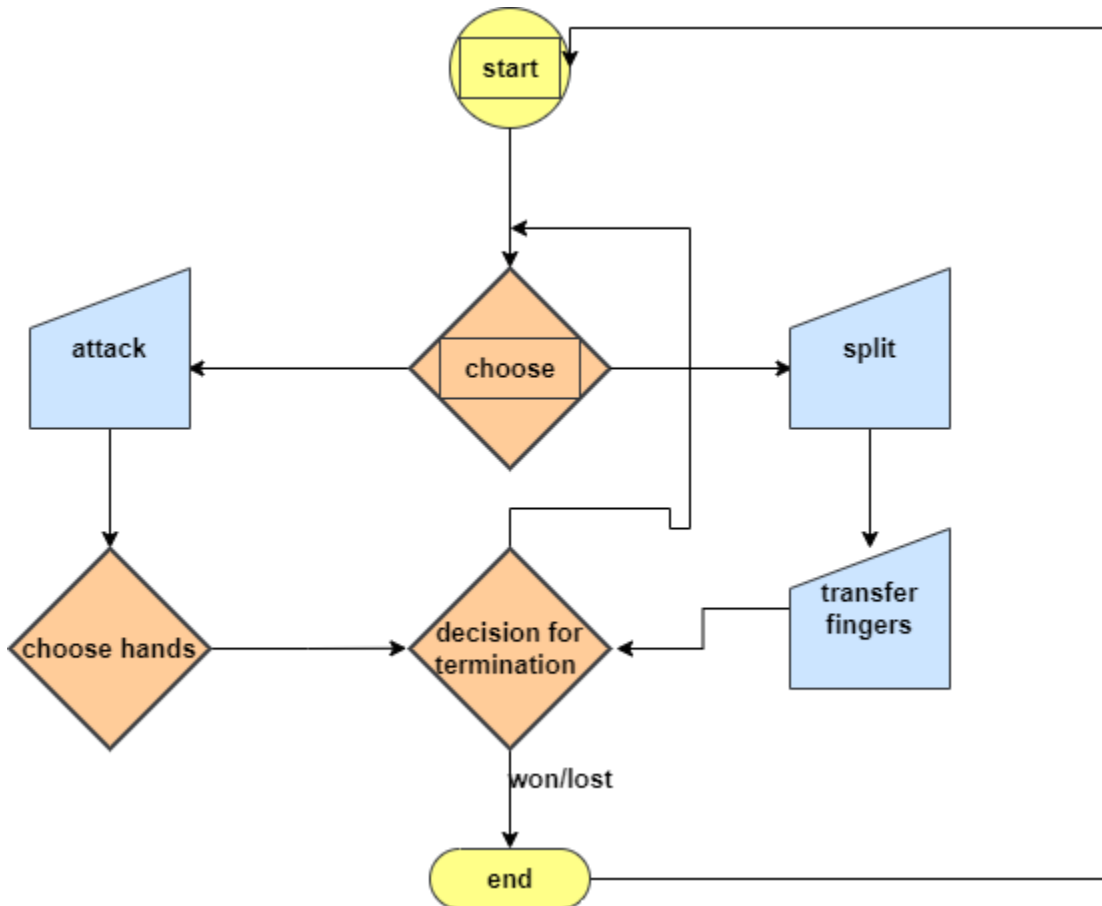 start
attack
choose
split
choose hands
decision for
termination
transfer
fingers
won/lost
end